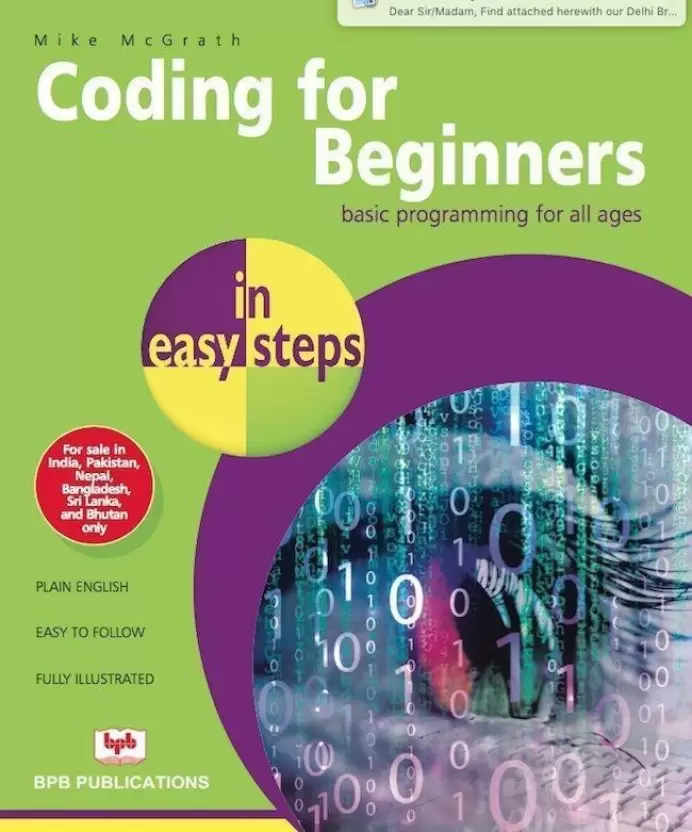 Dear Sir/Madam, Find attached herewith our Delhi Br...
Mike McGrath
Coding for
Beginners
basic programming for all ages
in
easy steps
For sale in
India, Pakistan,
Nepal,
Bangladesh,
Sri Lanka,
and Bhutan
only
PLAIN ENGLISH
EASY TO FOLLOW
FULLY ILLUSTRATED
bpb
BPB PUBLICATIONS